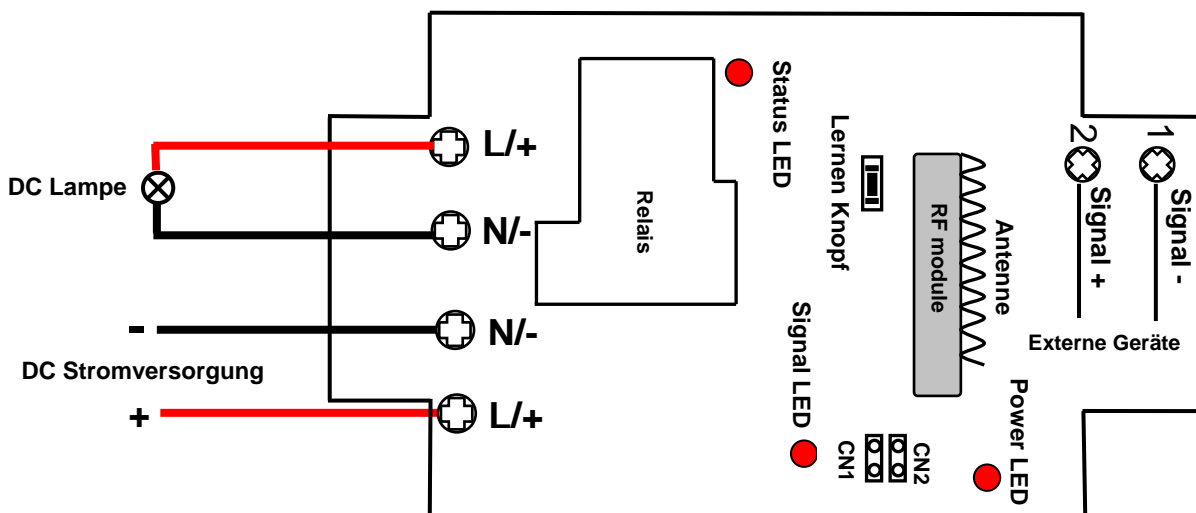 DC Lampe
L/+
N/-
-
N/-
DC Stromversorgung
+
L/+
Relais
Status LED
Lernen Knopf
RF module
Antenne
Signal LED
CN1
CN2
Power LED
2
1
Signal +
Signal -
Externe Geräte